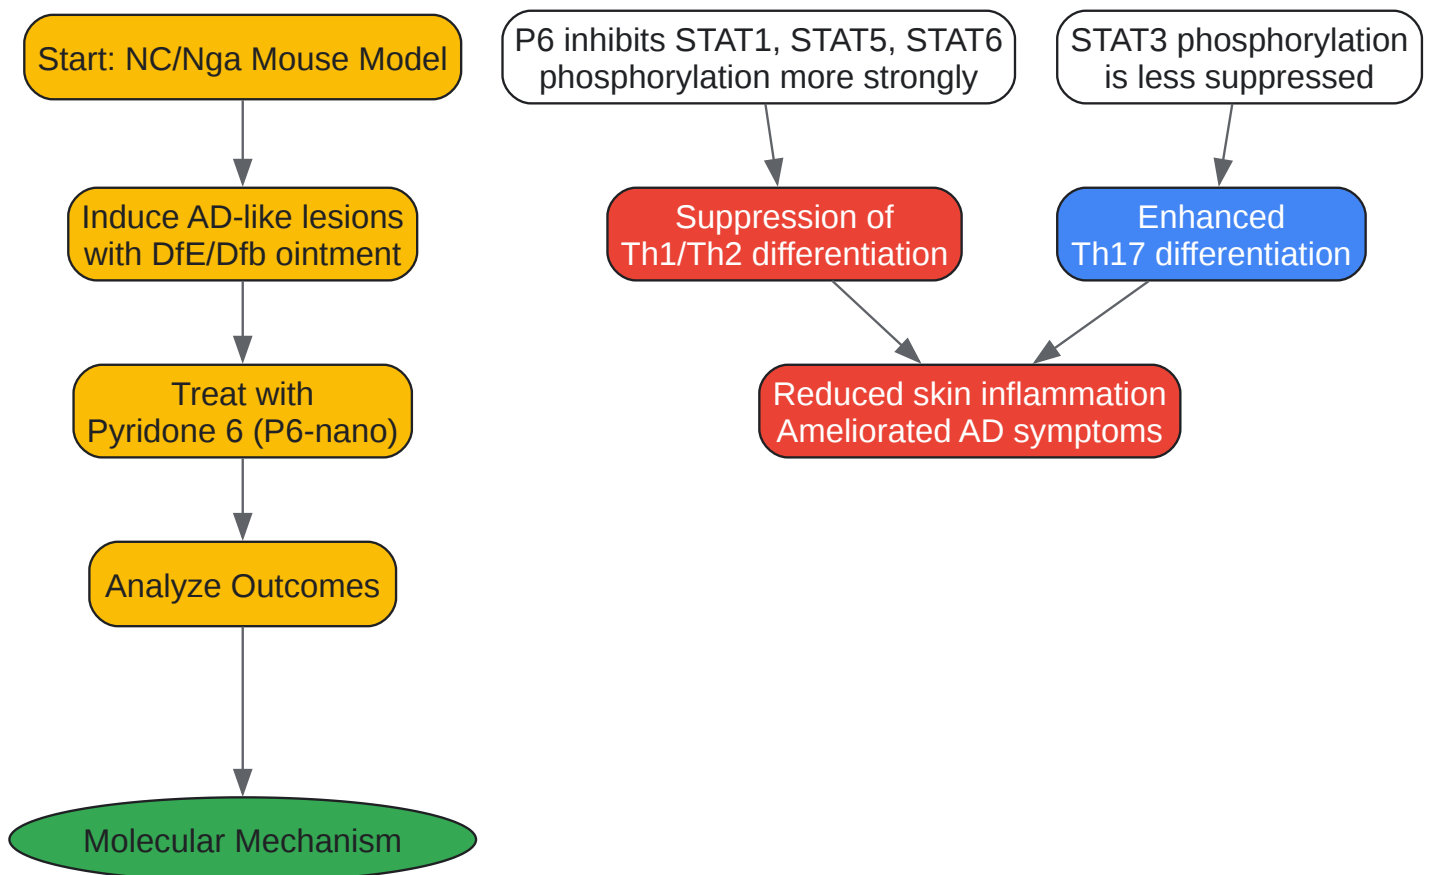 Start: NC/Nga Mouse Model
Induce AD-like lesions
with DfE/Dfb ointment
Treat with
Pyridone 6 (P6-nano)
Analyze Outcomes
Molecular Mechanism
P6 inhibits STAT1, STAT5, STAT6
phosphorylation more strongly
STAT3 phosphorylation
is less suppressed
Suppression of
Th1/Th2 differentiation
Enhanced
Th17 differentiation
Reduced skin inflammation
Ameliorated AD symptoms